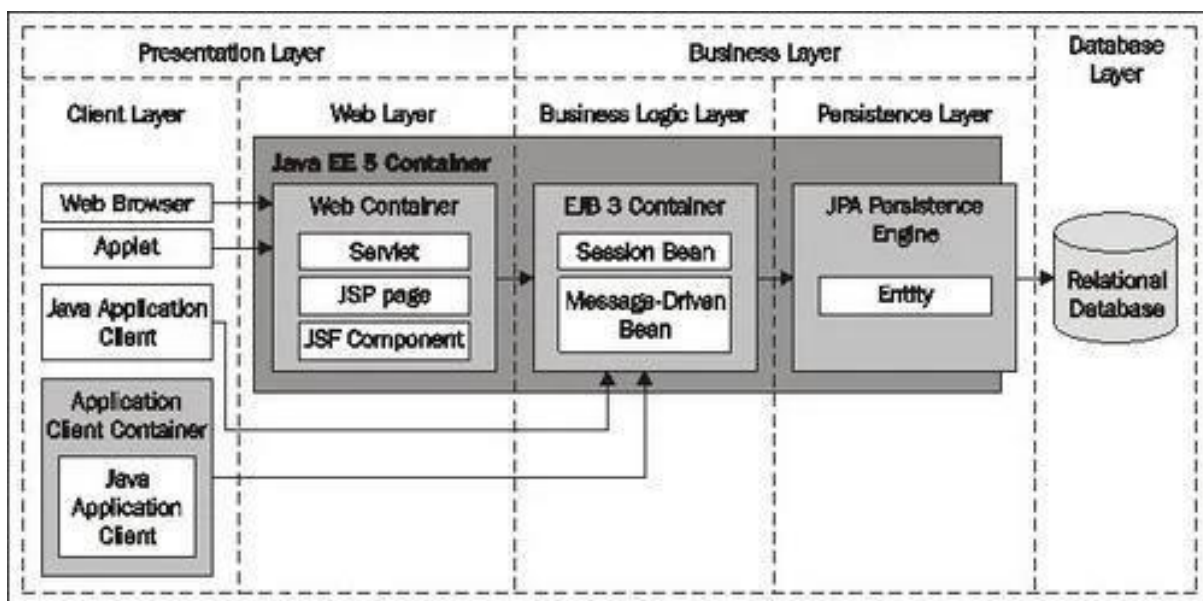 Presentation Layer
Business Layer
Database
Layer
Client Layer
Web Layer
Business Logic Layer
Persistence Layer
Java EE 5 Container
Web Browser
Applet
Java Application
Client
Application
Client Container
Java
Application
Client
Web Container
Servlet
JSP page
JSF Component
EJB 3 Container
Session Bean
Message-Driven
Bean
JPA Persistence
Engine
Entity
Relational
Database